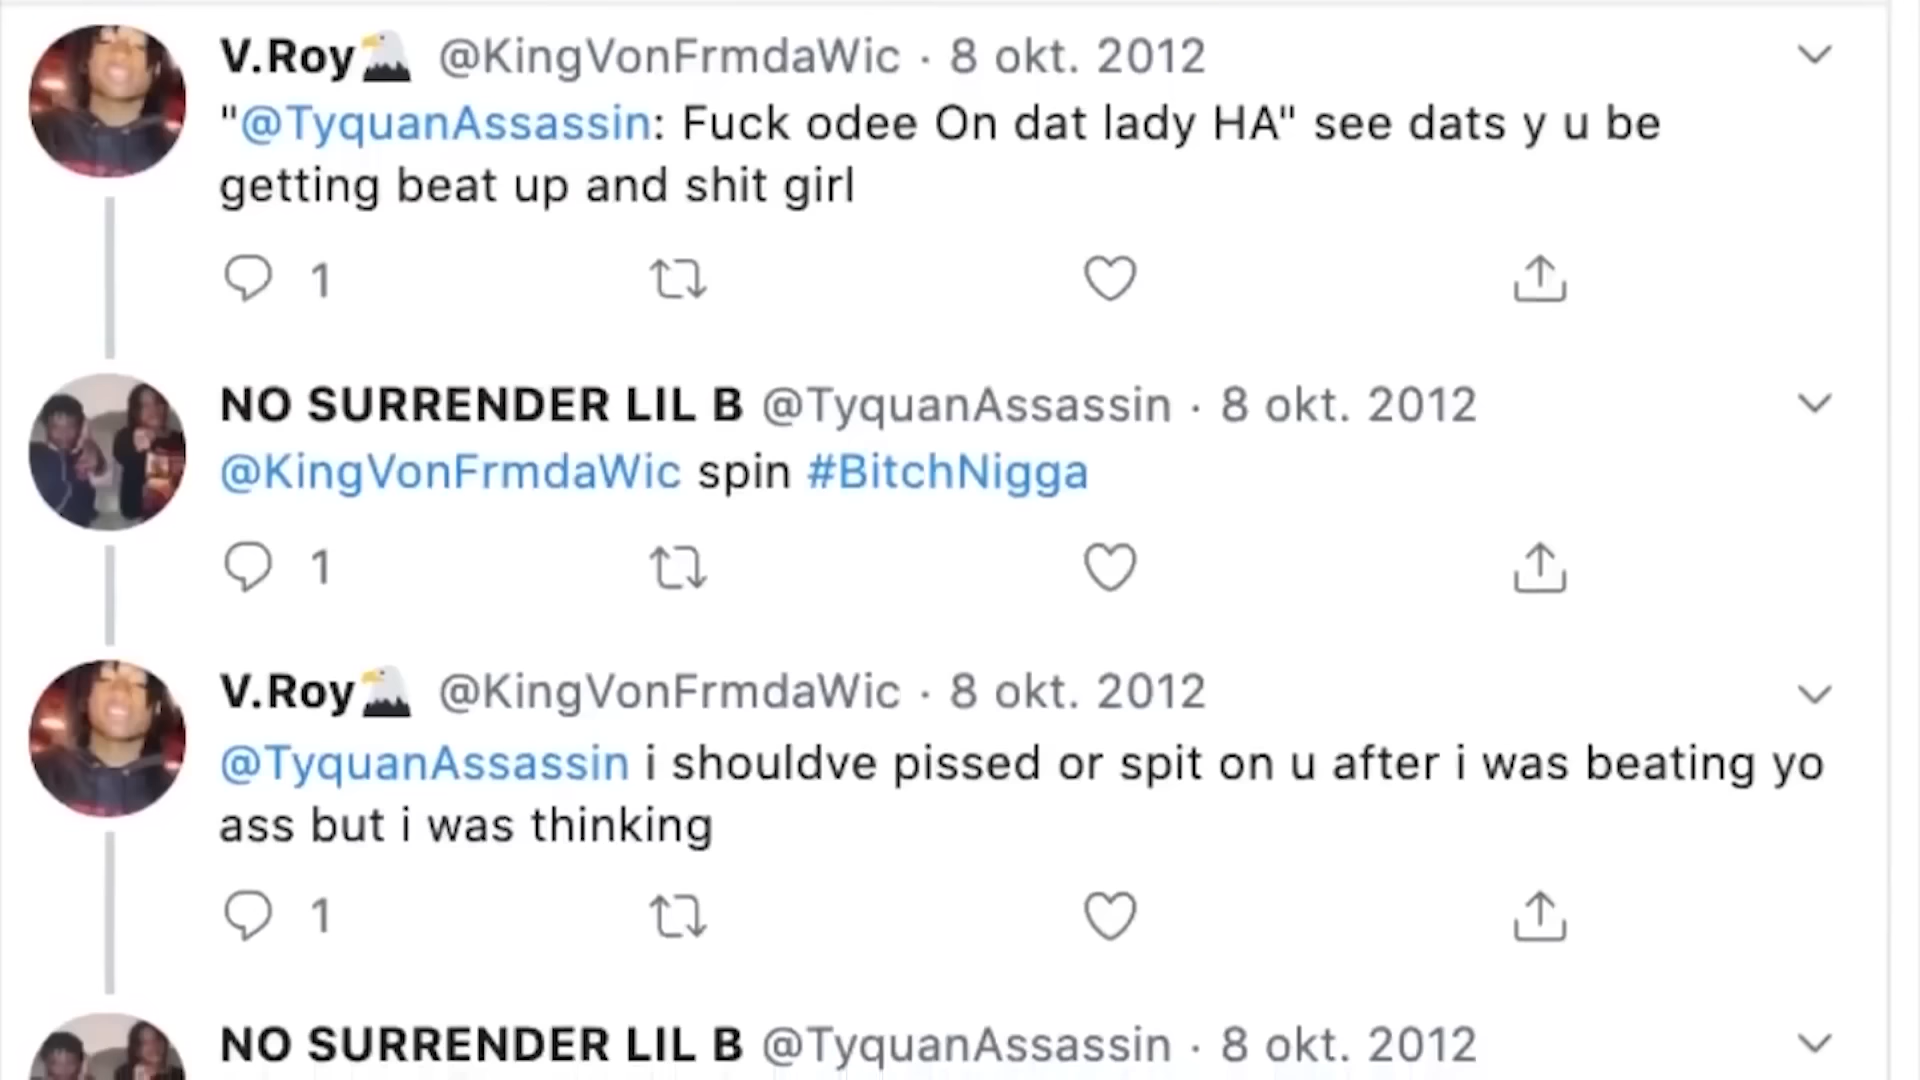 V.Roy🦅 @KingVonFrmdaWic · 8 okt. 2012
"@TyquanAssassin: Fuck odee On dat lady HA" see dats y u be
getting beat up and shit girl
1
NO SURRENDER LIL B @TyquanAssassin · 8 okt. 2012
@KingVonFrmdaWic spin #BitchNigga
1
V.Roy🦅 @KingVonFrmdaWic · 8 okt. 2012
@TyquanAssassin i shouldve pissed or spit on u after i was beating yo
ass but i was thinking
1
NO SURRENDER LIL B @TyquanAssassin · 8 okt. 2012